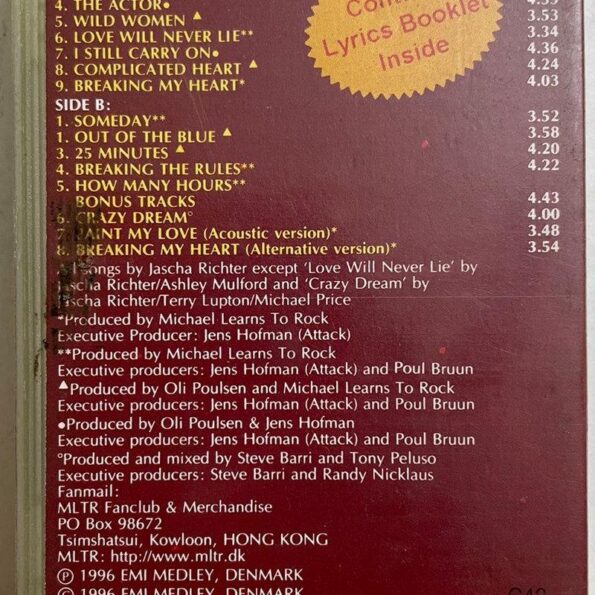 4. THE ACTOR●
5. WILD WOMEN ▲ 3.53
6. LOVE WILL NEVER LIE** 3.34
7. I STILL CARRY ON● 4.36
8. COMPLICATED HEART ▲ 4.24
9. BREAKING MY HEART* 4.03
Lyrics Booklet
Inside
SIDE B:
1. SOMEDAY** 3.52
1. OUT OF THE BLUE ▲ 3.58
3. 25 MINUTES ▲ 4.20
4. BREAKING THE RULES** 4.22
5. HOW MANY HOURS**
BONUS TRACKS 4.43
6. CRAZY DREAM° 4.00
7. PAINT MY LOVE (Acoustic version)* 3.48
8. BREAKING MY HEART (Alternative version)* 3.54
Songs by Jascha Richter except 'Love Will Never Lie' by
Jascha Richter/Ashley Mulford and 'Crazy Dream' by
Jascha Richter/Terry Lupton/Michael Price
*Produced by Michael Learns To Rock
Executive Producer: Jens Hofman (Attack)
**Produced by Michael Learns To Rock
Executive producers: Jens Hofman (Attack) and Poul Bruun
▲Produced by Oli Poulsen and Michael Learns To Rock
Executive producers: Jens Hofman (Attack) and Poul Bruun
●Produced by Oli Poulsen & Jens Hofman
Executive producers: Jens Hofman (Attack) and Poul Bruun
°Produced and mixed by Steve Barri and Tony Peluso
Executive producers: Steve Barri and Randy Nicklaus
Fanmail:
MLTR Fanclub & Merchandise
PO Box 98672
Tsimshatsui, Kowloon, HONG KONG
MLTR: http://www.mltr.dk
Ⓟ 1996 EMI MEDLEY, DENMARK
© 1996 EMI MEDLEY, DENMARK